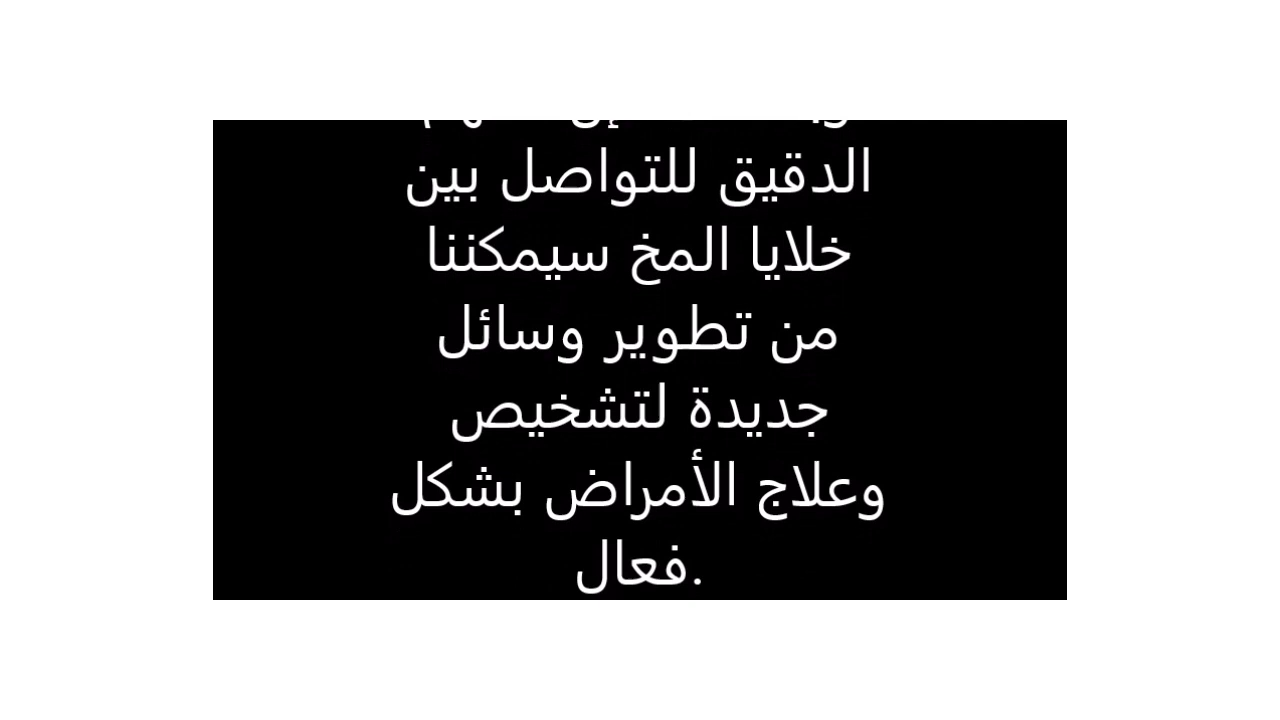 الدقيق للتواصل بين
خلايا المخ سيمكننا
من تطوير وسائل
جديدة لتشخيص
وعلاج الأمراض بشكل
.فعال